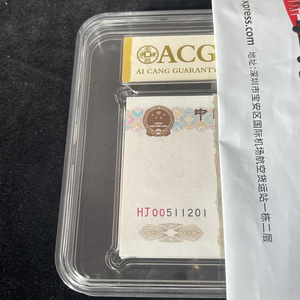 ACG
AI CANG GUARANTY
中
HJ00511201
xpress.com
地址:深圳市宝安区国际机场航空货运站一栋二层